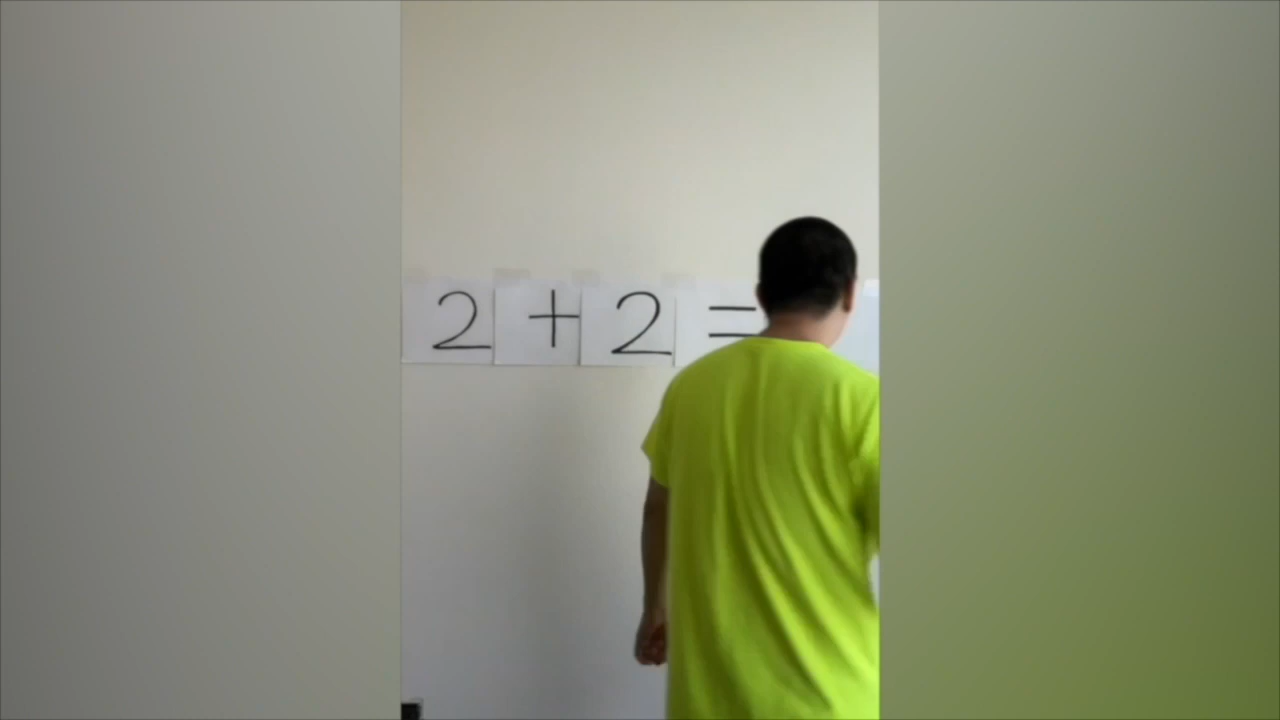 2 + 2 =